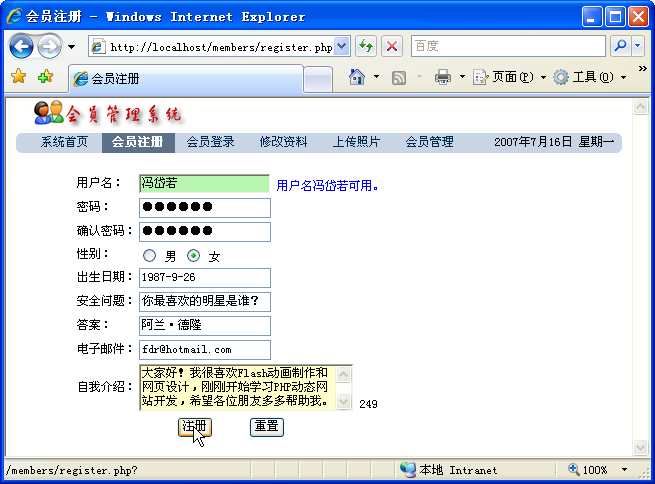 会员注册 - Windows Internet Explorer
http://localhost/members/register.php
百度
会员注册
页面(P)
工具(O)
会员管理系统
系统首页 会员注册 会员登录 修改资料 上传照片 会员管理 2007年7月16日 星期一
用户名： 冯岱若 用户名冯岱若可用。
密码： ●●●●●●
确认密码： ●●●●●●
性别： 男 女
出生日期： 1987-9-26
安全问题： 你最喜欢的明星是谁？
答案： 阿兰·德隆
电子邮件： fdr@hotmail.com
自我介绍： 大家好！我很喜欢Flash动画制作和
网页设计，刚刚开始学习PHP动态网
站开发，希望各位朋友多多帮助我。 249
注册 重置
/members/register.php? 本地 Intranet 100%